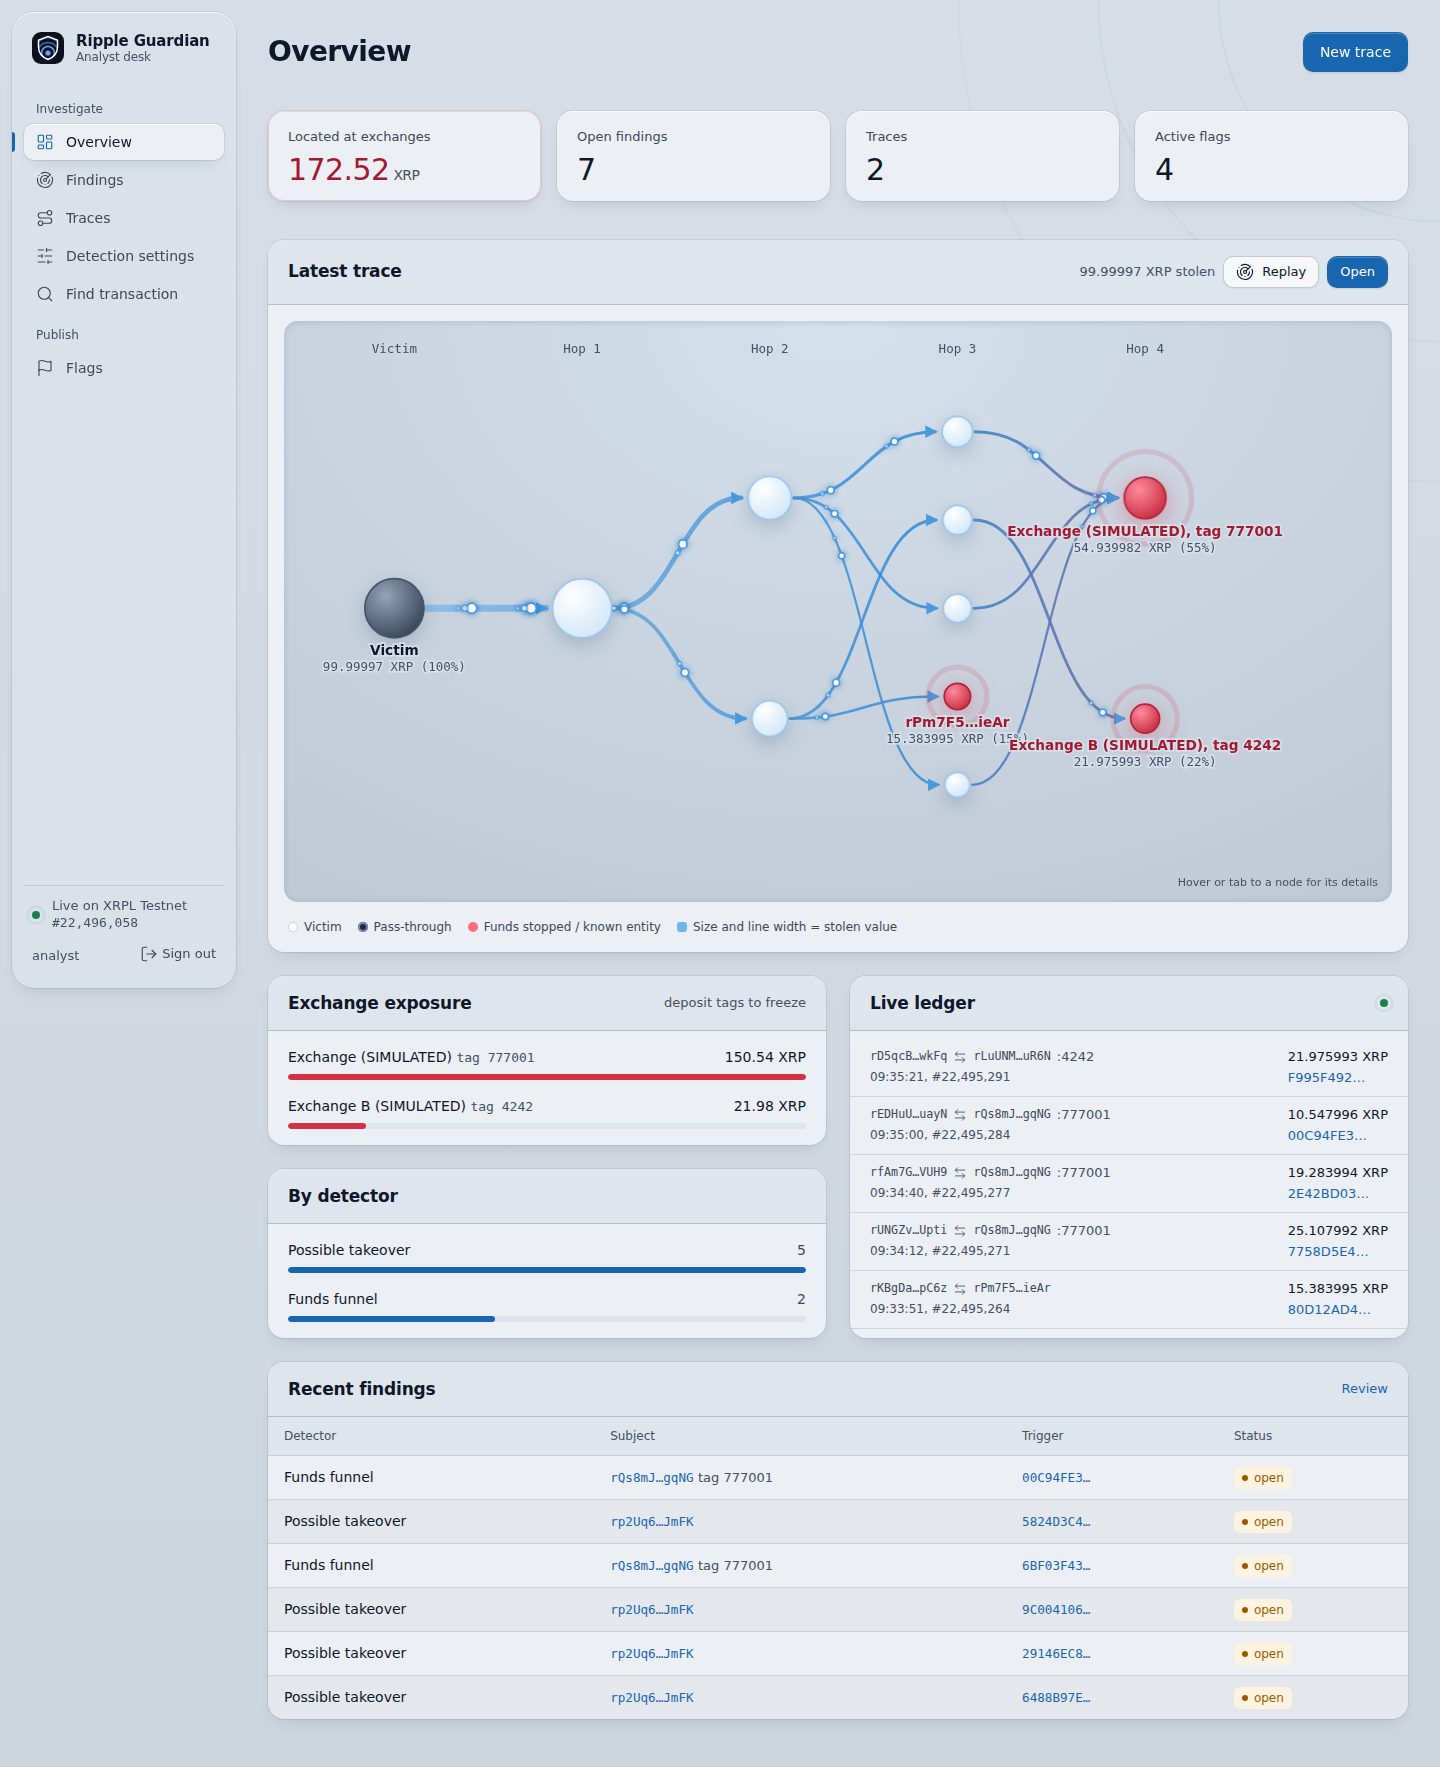 Ripple Guardian
Analyst desk
Investigate
Overview
Findings
Traces
Detection settings
Find transaction
Publish
Flags
Live on XRPL Testnet
#22,496,058
analyst
Sign out
Overview
New trace
Located at exchanges
172.52 XRP
Open findings
7
Traces
2
Active flags
4
Latest trace
99.99997 XRP stolen
Replay
Open
Victim
Hop 1
Hop 2
Hop 3
Hop 4
Exchange (SIMULATED), tag 777001
54.939982 XRP (55%)
Victim
99.99997 XRP (100%)
rPm7F5…ieAr
15.383995 XRP (15%)
Exchange B (SIMULATED), tag 4242
21.975993 XRP (22%)
Hover or tab to a node for its details
Victim
Pass-through
Funds stopped / known entity
Size and line width = stolen value
Exchange exposure
deposit tags to freeze
Exchange (SIMULATED) tag 777001
150.54 XRP
Exchange B (SIMULATED) tag 4242
21.98 XRP
By detector
Possible takeover
5
Funds funnel
2
Live ledger
rD5qcB…wkFq rLuUNM…uR6N :4242
21.975993 XRP
09:35:21, #22,495,291
F995F492…
rEDHuU…uayN rQs8mJ…gqNG :777001
10.547996 XRP
09:35:00, #22,495,284
00C94FE3…
rfAm7G…VUH9 rQs8mJ…gqNG :777001
19.283994 XRP
09:34:40, #22,495,277
2E42BD03…
rUNGZv…Upti rQs8mJ…gqNG :777001
25.107992 XRP
09:34:12, #22,495,271
7758D5E4…
rKBgDa…pC6z rPm7F5…ieAr
15.383995 XRP
09:33:51, #22,495,264
80D12AD4…
Recent findings
Review
Detector Subject Trigger Status
Funds funnel rQs8mJ…gqNG tag 777001 00C94FE3… open
Possible takeover rp2Uq6…JmFK 5824D3C4… open
Funds funnel rQs8mJ…gqNG tag 777001 6BF03F43… open
Possible takeover rp2Uq6…JmFK 9C004106… open
Possible takeover rp2Uq6…JmFK 29146EC8… open
Possible takeover rp2Uq6…JmFK 6488B97E… open